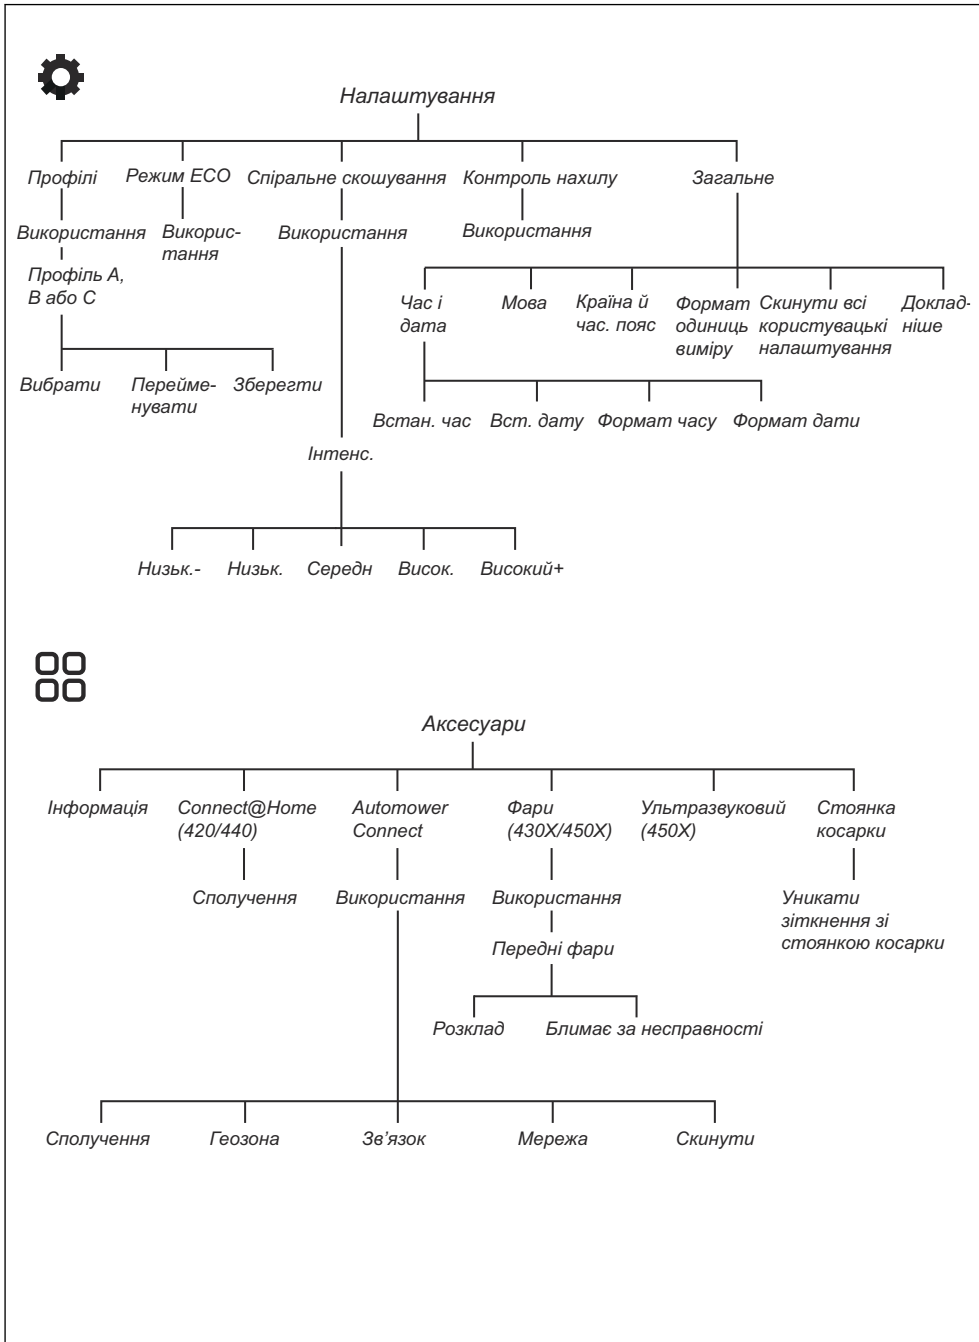 Налаштування
Профілі
Режим ECO
Спіральне скошування
Контроль нахилу
Загальне
Використання
Викорис-
тання
Використання
Використання
Профіль A,
B або C
Час і
дата
Мова
Країна й
час. пояс
Формат
одиниць
виміру
Скинути всі
користувацькі
налаштування
Доклад-
ніше
Вибрати
Перейме-
нувати
Зберегти
Встан. час
Вст. дату
Формат часу
Формат дати
Інтенс.
Низьк.-
Низьк.
Середн
Висок.
Високий+
Аксесуари
Інформація
Connect@Home
(420/440)
Automower
Connect
Фари
(430X/450X)
Ультразвуковий
(450X)
Стоянка
косарки
Сполучення
Використання
Використання
Уникати
зіткнення зі
стоянкою косарки
Передні фари
Розклад
Блимає за несправності
Сполучення
Геозона
Зв'язок
Мережа
Скинути